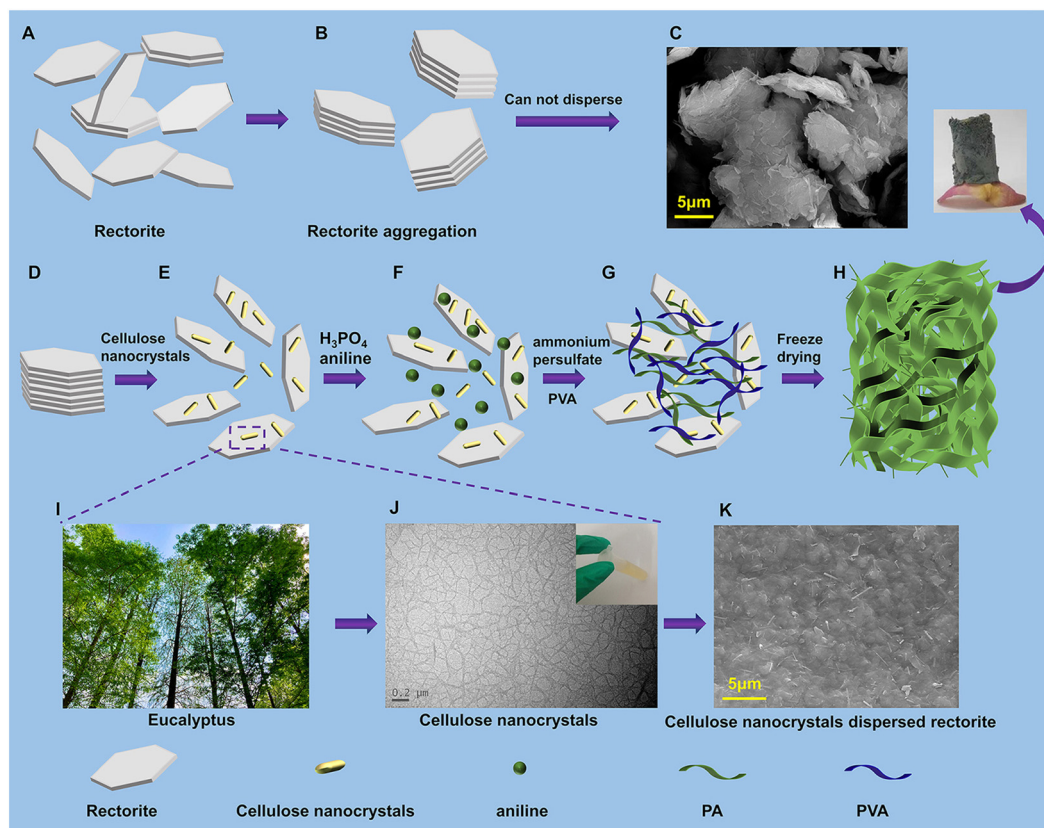 A
B
C
Can not disperse
5μm
Rectorite
Rectorite aggregation
D
E
F
G
H
Cellulose
nanocrystals
H₃PO₄
aniline
ammonium
persulfate
PVA
Freeze
drying
I
J
K
0.2 μm
5μm
Eucalyptus
Cellulose nanocrystals
Cellulose nanocrystals dispersed rectorite
Rectorite
Cellulose nanocrystals
aniline
PA
PVA